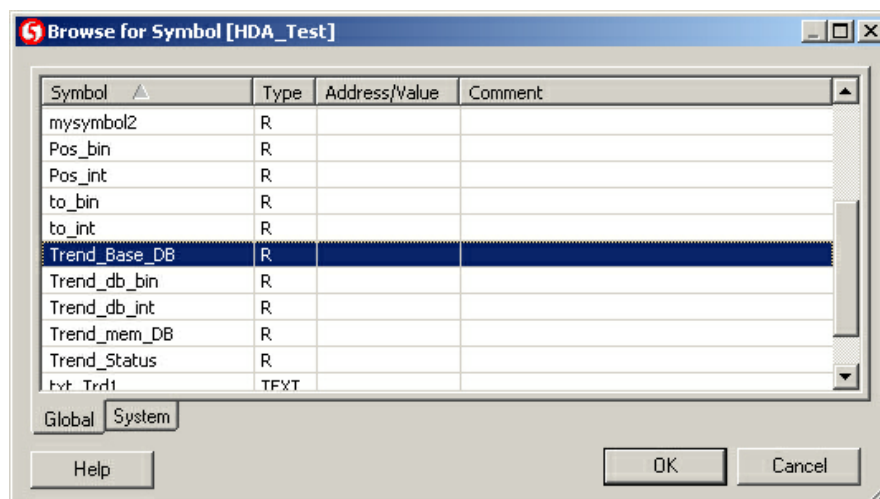 Browse for Symbol [HDA_Test]
Symbol Type Address/Value Comment
mysymbol2 R
Pos_bin R
Pos_int R
to_bin R
to_int R
Trend_Base_DB R
Trend_db_bin R
Trend_db_int R
Trend_mem_DB R
Trend_Status R
txt_Trd1 TEXT
Global System
Help OK Cancel